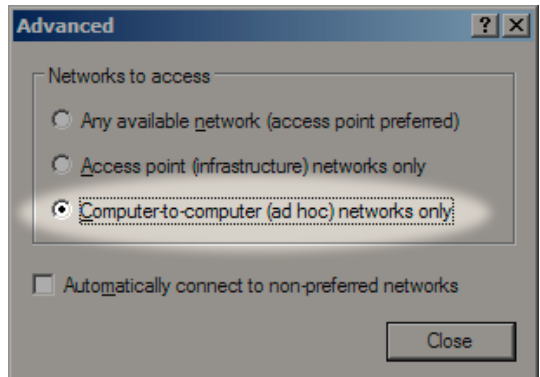 Advanced
Networks to access
Any available network (access point preferred)
Access point (infrastructure) networks only
Computer-to-computer (ad hoc) networks only
Automatically connect to non-preferred networks
Close